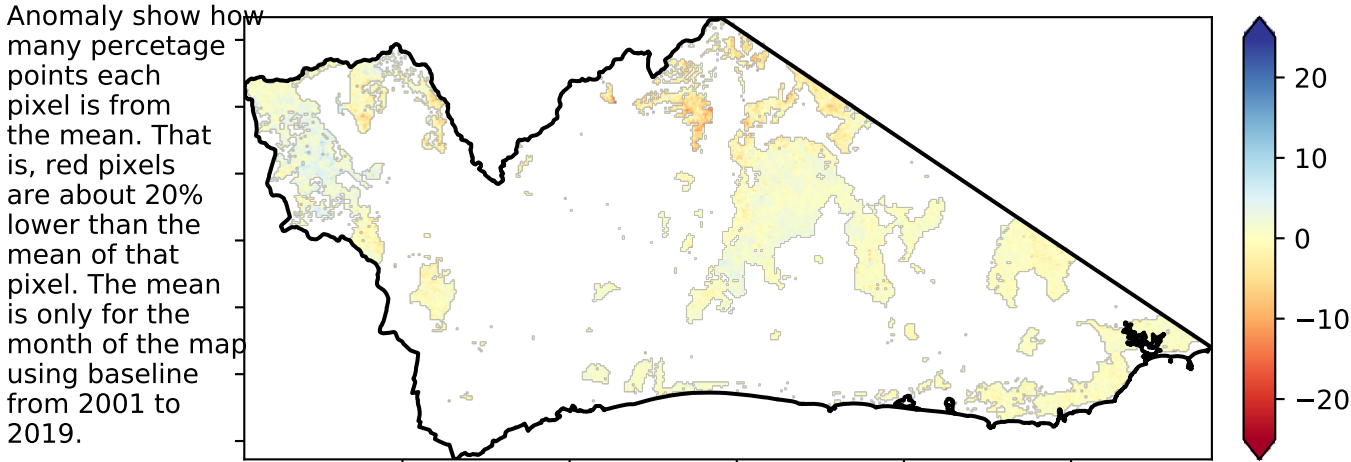 Anomaly show how
many percetage
points each
pixel is from
the mean. That
is, red pixels
are about 20%
lower than the
mean of that
pixel. The mean
is only for the
month of the map
using baseline
from 2001 to
2019.
20
10
0
−10
−20